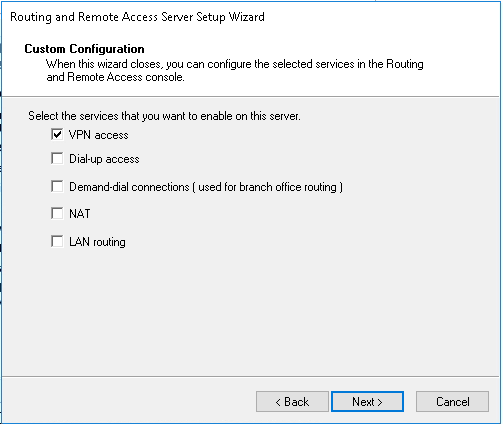 Routing and Remote Access Server Setup Wizard
Custom Configuration
When this wizard closes, you can configure the selected services in the Routing
and Remote Access console.
Select the services that you want to enable on this server.
VPN access
Dial-up access
Demand-dial connections ( used for branch office routing )
NAT
LAN routing
< Back
Next >
Cancel